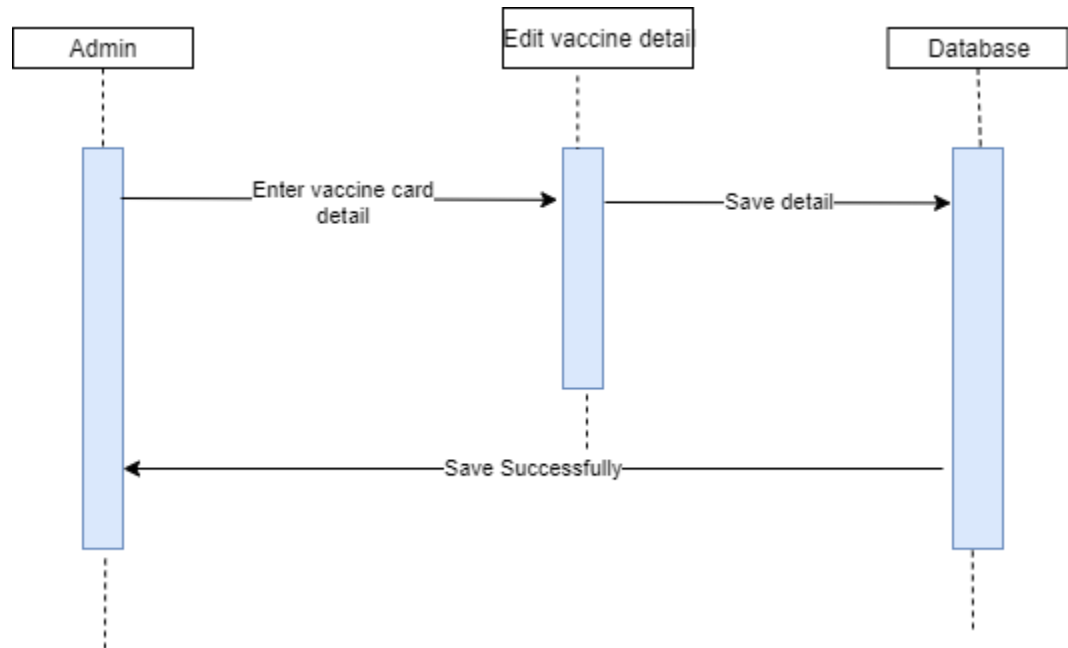 Admin
Edit vaccine detail
Database
Enter vaccine card
detail
Save detail
Save Successfully